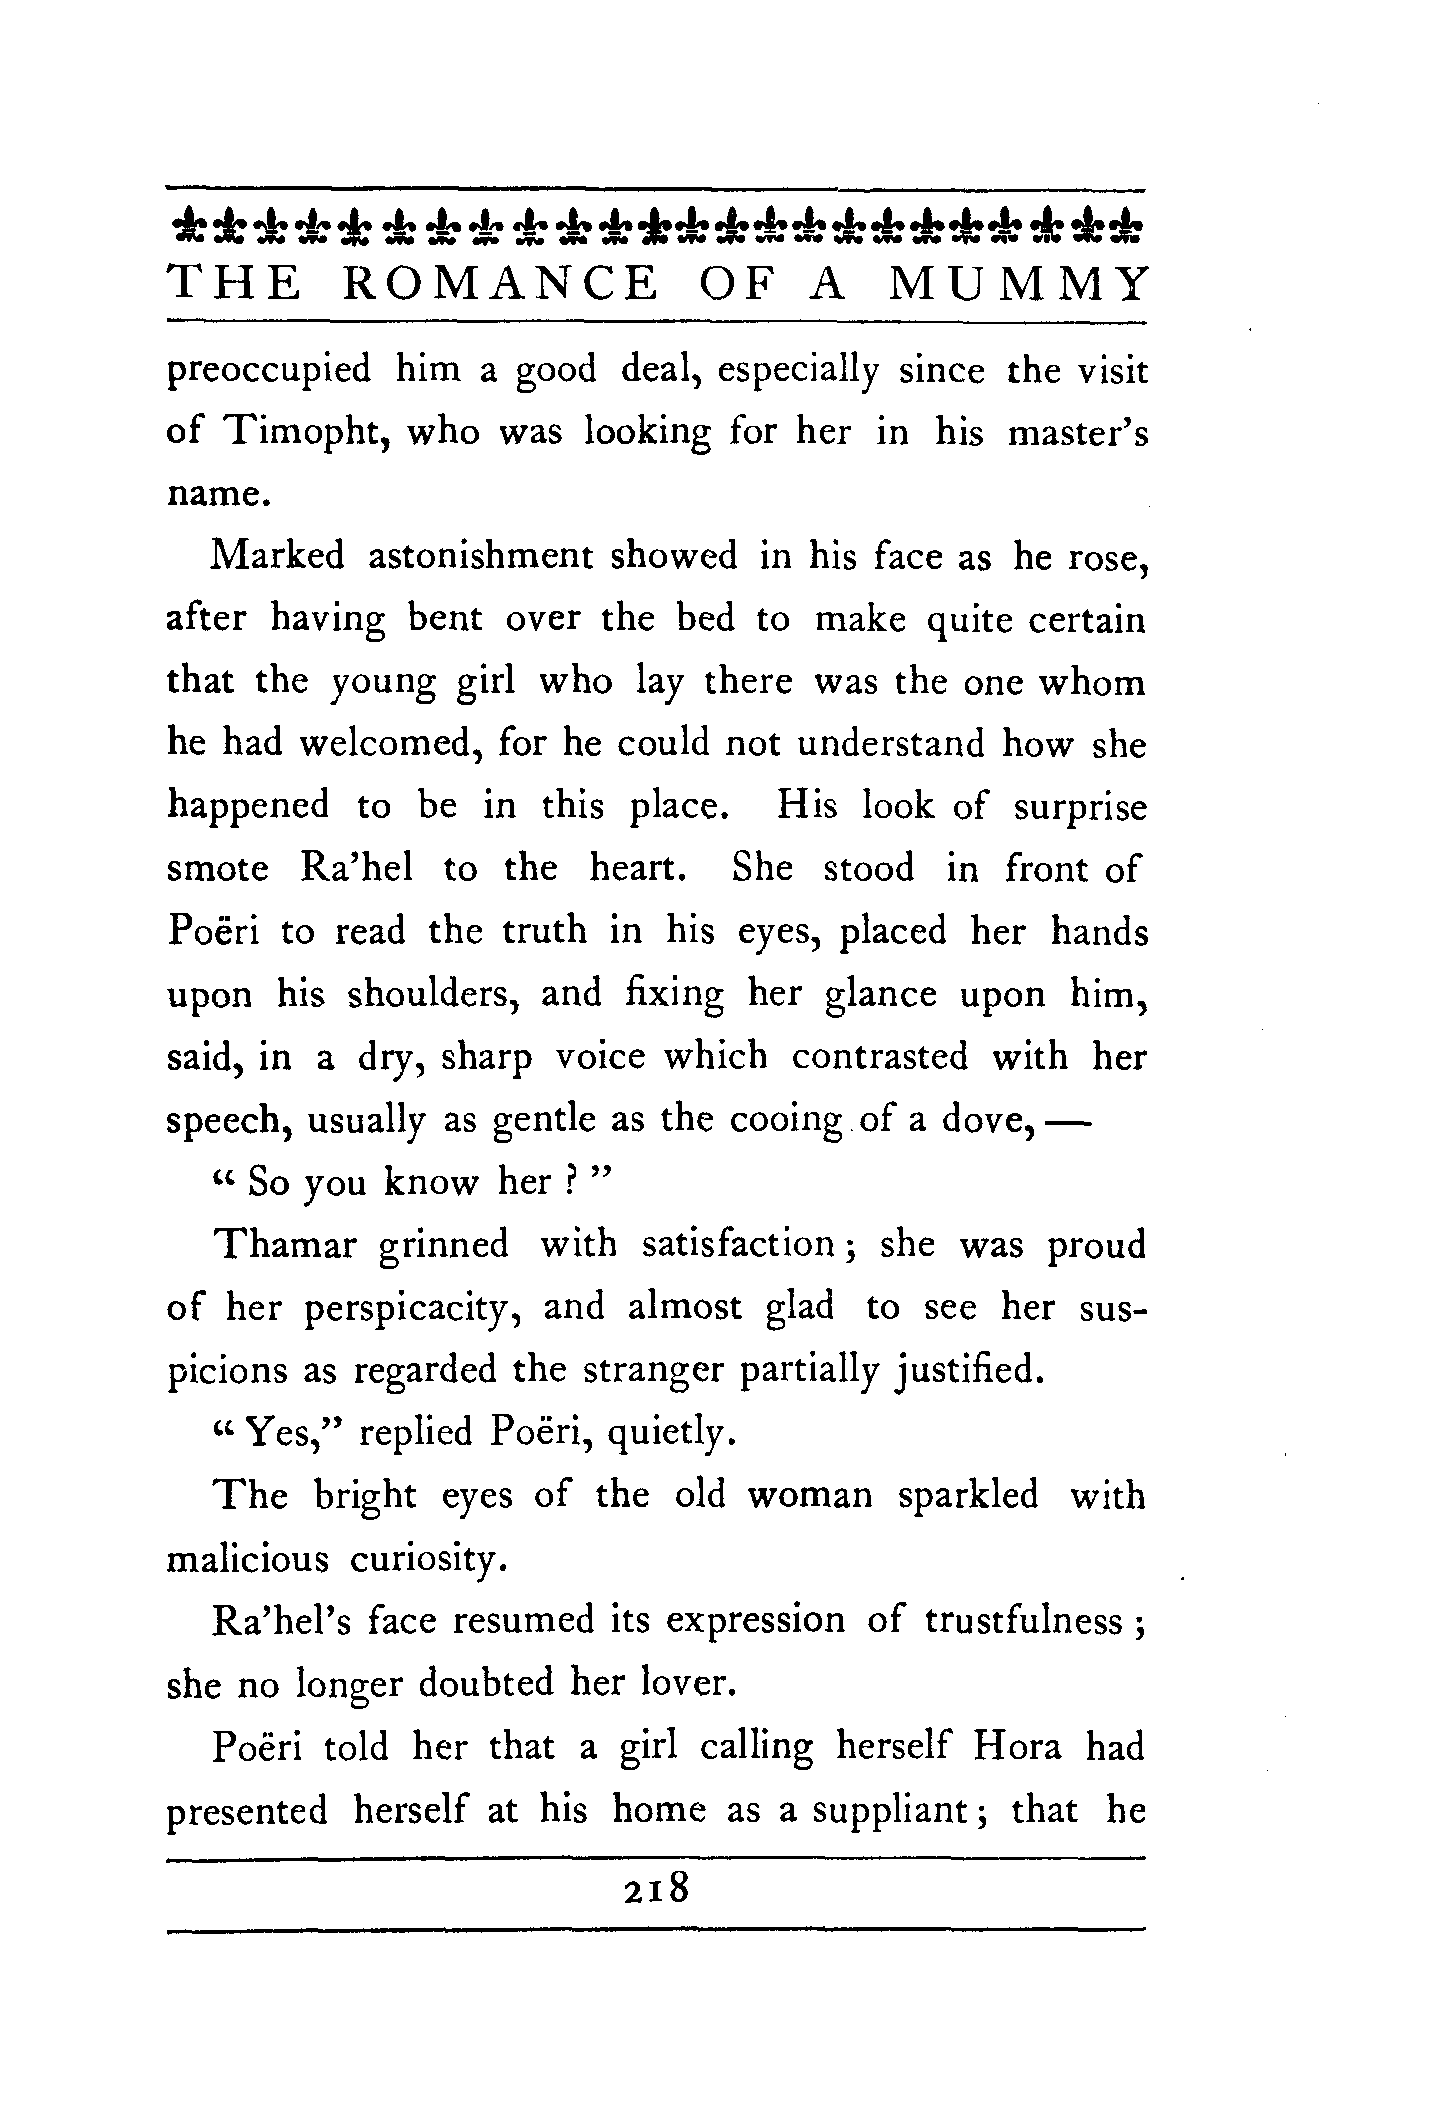 THE ROMANCE OF A MUMMY
preoccupied him a good deal, especially since the visit
of Timopht, who was looking for her in his master's
name.
Marked astonishment showed in his face as he rose,
after having bent over the bed to make quite certain
that the young girl who lay there was the one whom
he had welcomed, for he could not understand how she
happened to be in this place. His look of surprise
smote Ra'hel to the heart. She stood in front of
Poëri to read the truth in his eyes, placed her hands
upon his shoulders, and fixing her glance upon him,
said, in a dry, sharp voice which contrasted with her
speech, usually as gentle as the cooing of a dove, —
“ So you know her ? ”
Thamar grinned with satisfaction ; she was proud
of her perspicacity, and almost glad to see her sus-
picions as regarded the stranger partially justified.
“ Yes,” replied Poëri, quietly.
The bright eyes of the old woman sparkled with
malicious curiosity.
Ra'hel's face resumed its expression of trustfulness ;
she no longer doubted her lover.
Poëri told her that a girl calling herself Hora had
presented herself at his home as a suppliant ; that he
218